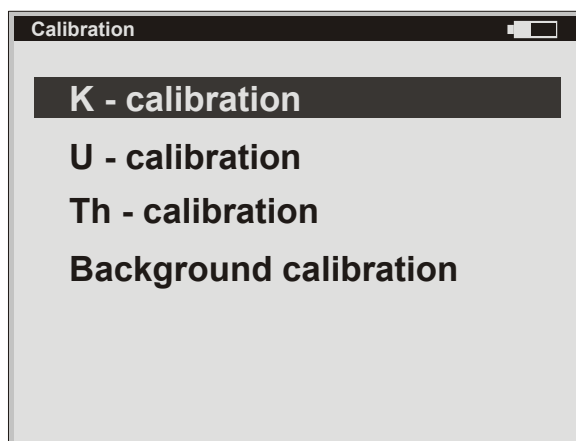 Calibration
K - calibration
U - calibration
Th - calibration
Background calibration